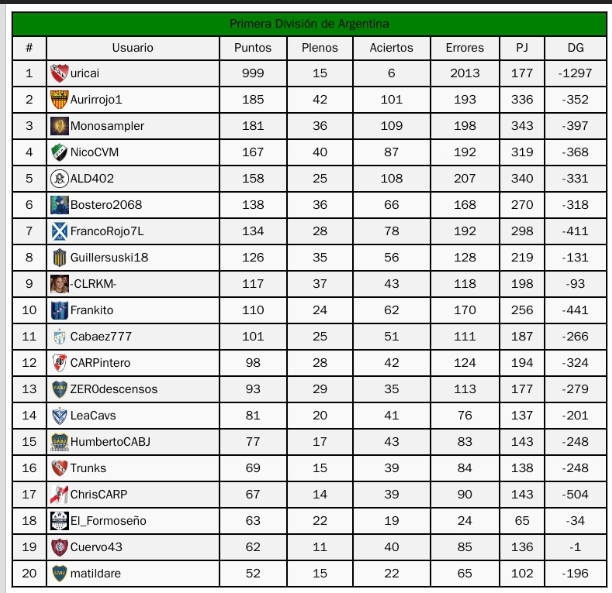 Primera División de Argentina
# Usuario Puntos Plenos Aciertos Errores PJ DG
1 uricai 999 15 6 2013 177 -1297
2 Aurirrojo1 185 42 101 193 336 -352
3 Monosampler 181 36 109 198 343 -397
4 NicoCVM 167 40 87 192 319 -368
5 ALD402 158 25 108 207 340 -331
6 Bostero2068 138 36 66 168 270 -318
7 FrancoRojo7L 134 28 78 192 298 -411
8 Guillersuski18 126 35 56 128 219 -131
9 -CLRKM- 117 37 43 118 198 -93
10 Frankito 110 24 62 170 256 -441
11 Cabaez777 101 25 51 111 187 -266
12 CARPintero 98 28 42 124 194 -324
13 ZEROdescensos 93 29 35 113 177 -279
14 LeaCavs 81 20 41 76 137 -201
15 HumbertoCABJ 77 17 43 83 143 -248
16 Trunks 69 15 39 84 138 -248
17 ChrisCARP 67 14 39 90 143 -504
18 El_Formoseño 63 22 19 24 65 -34
19 Cuervo43 62 11 40 85 136 -1
20 matildare 52 15 22 65 102 -196